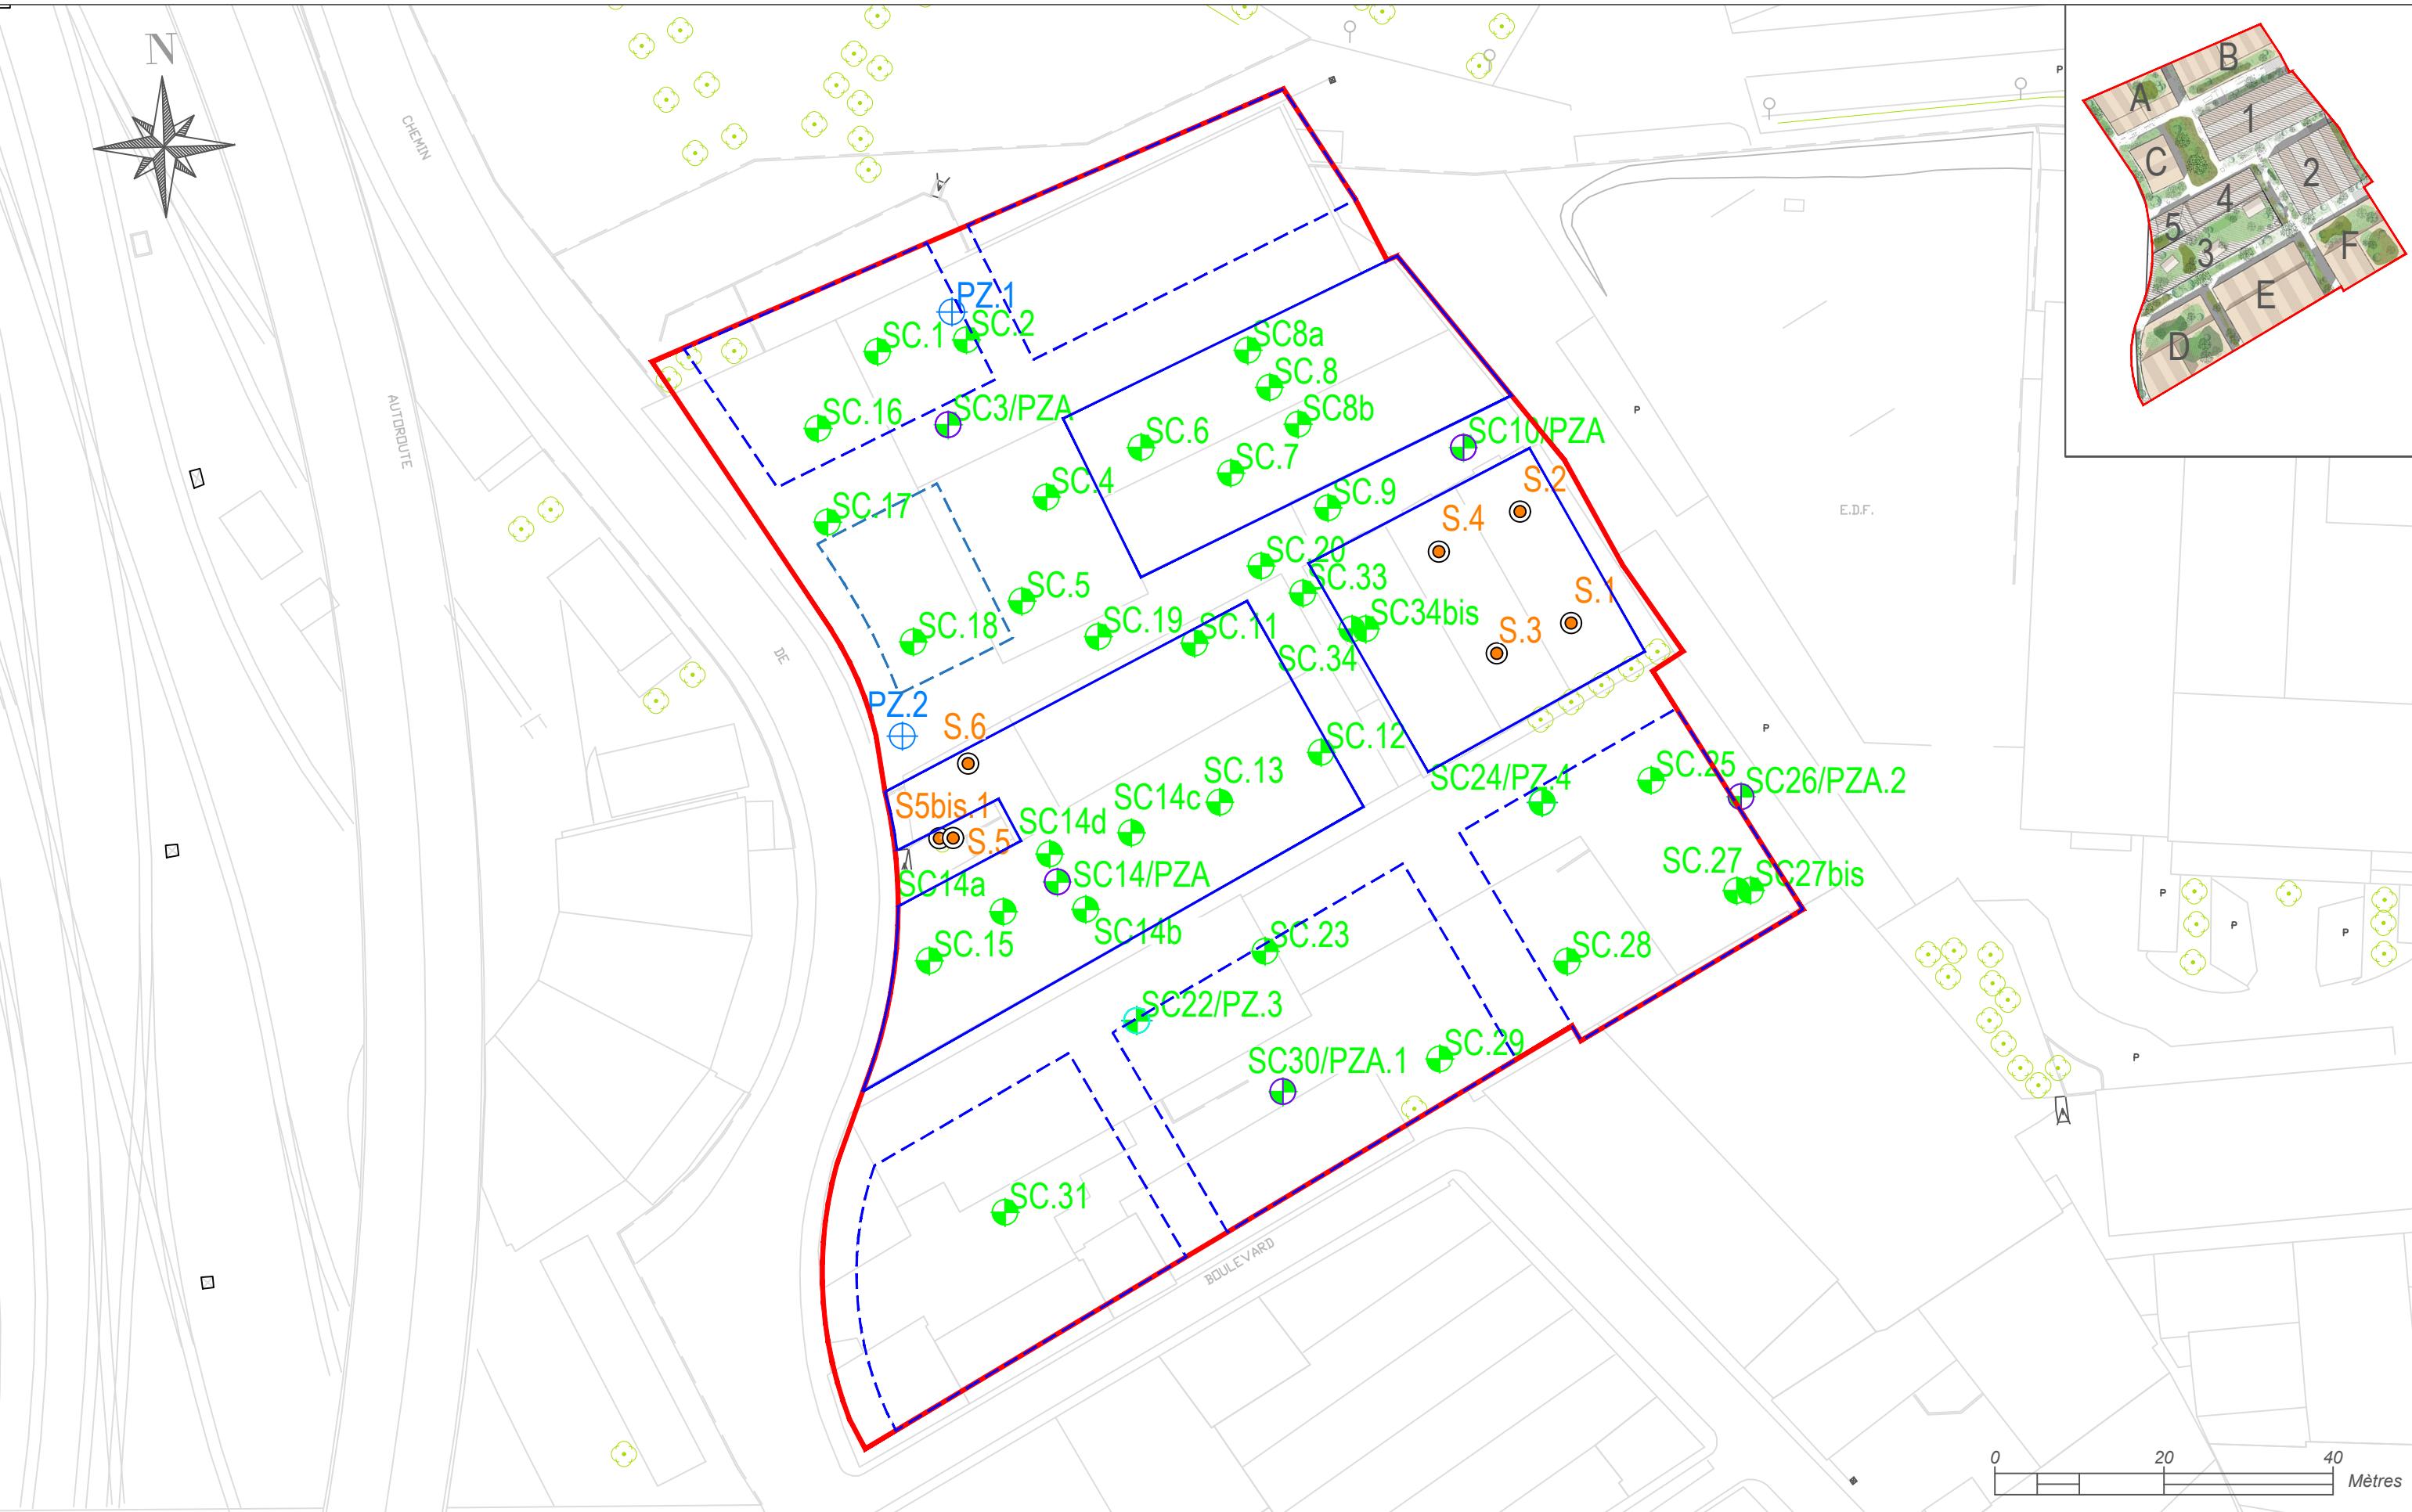 N
CHEMIN
AUTOROUTE
DE
PZ.1
SC.1
SC.2
SC8a
SC.8
SC.16
SC3/PZA
SC8b
SC.6
SC10/PZA
SC.7
SC.4
S.2
SC.17
SC.9
S.4
SC.20
SC.33
SC.5
S.1
SC34bis
SC.18
SC.19
SC.11
S.3
SC.34
PZ.2
S.6
SC.12
SC.13
SC24/PZ.4
SC.25
SC26/PZA.2
S5bis.1
SC14c
SC14d
S.5
SC.27
SC27bis
SC14a
SC14/PZA
SC14b
SC.15
SC.23
SC.28
SC22/PZ.3
SC.29
SC30/PZA.1
SC.31
BOULEVARD
E.D.F.
P
P
P
P
P
P
P
B
A
1
C
2
4
5
3
F
E
D
0 20 40
Mètres